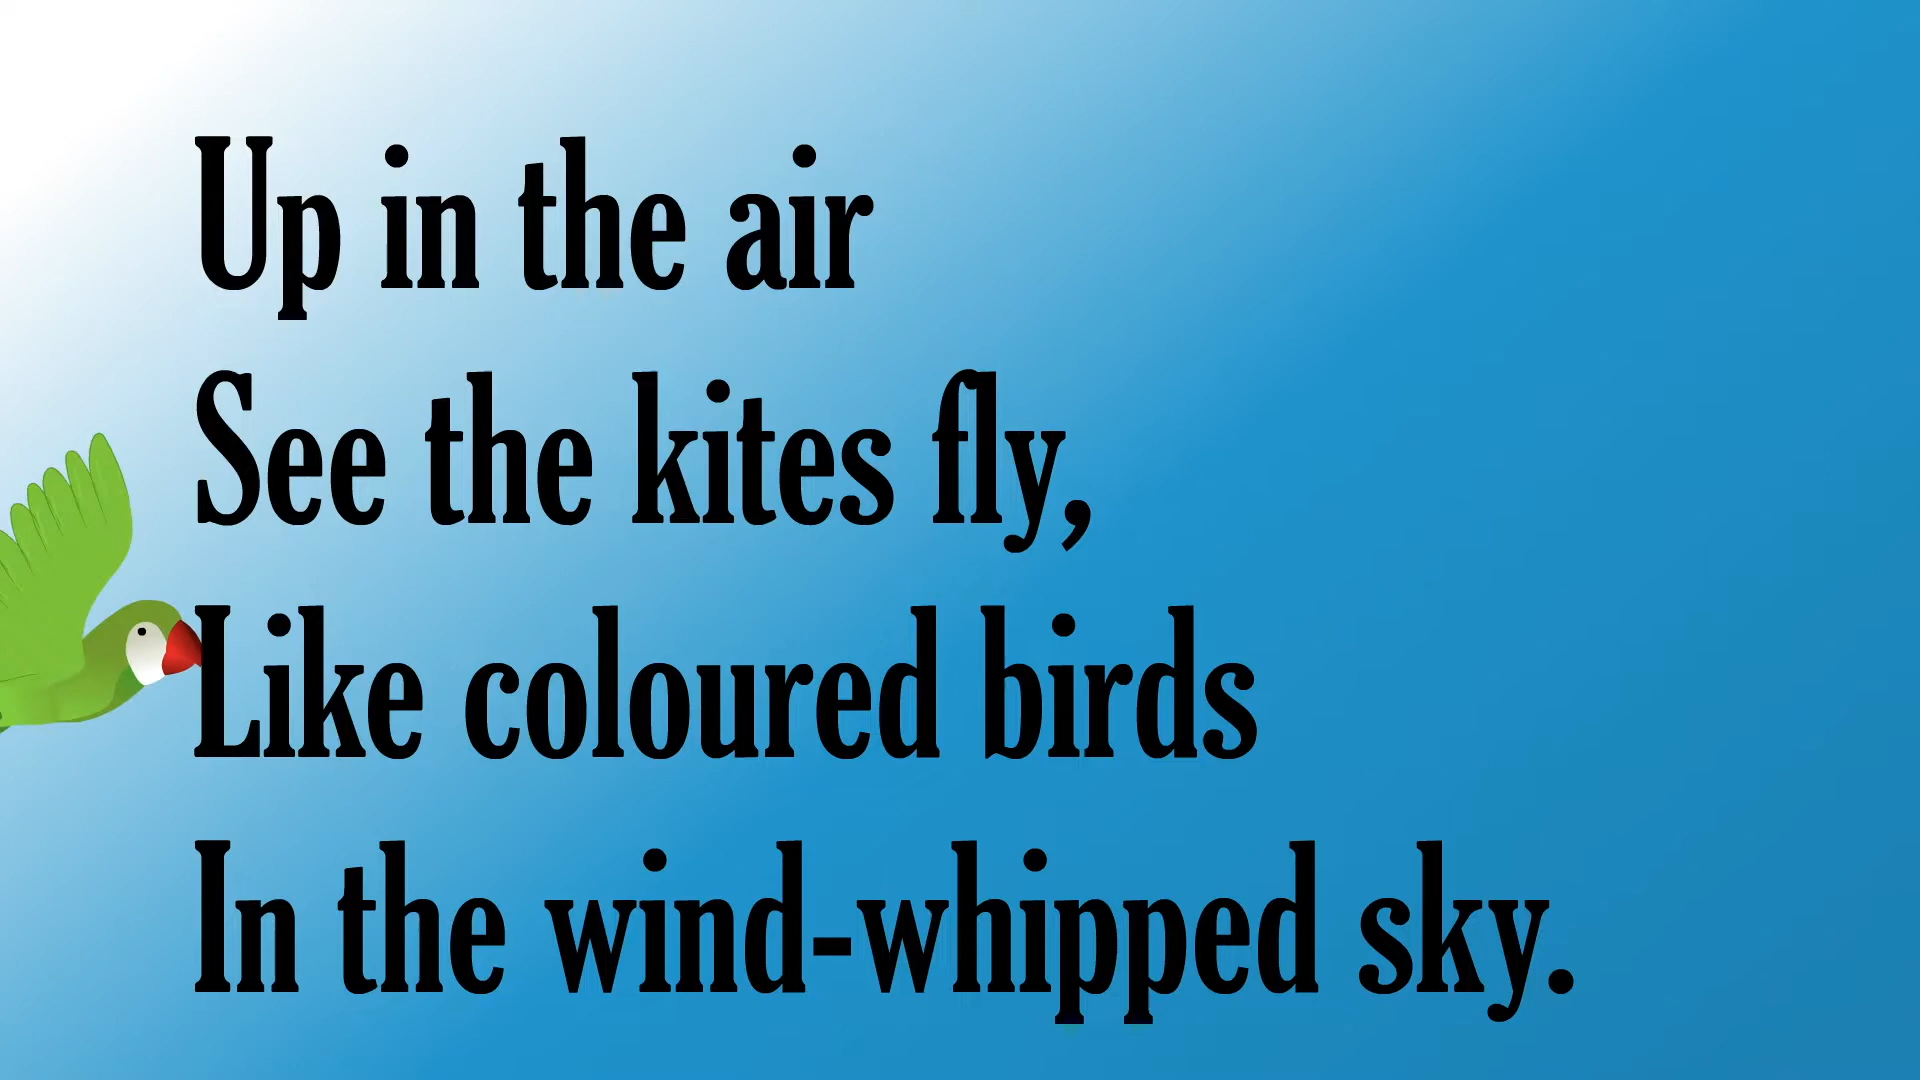 Up in the air
See the kites fly,
Like coloured birds
In the wind-whipped sky.